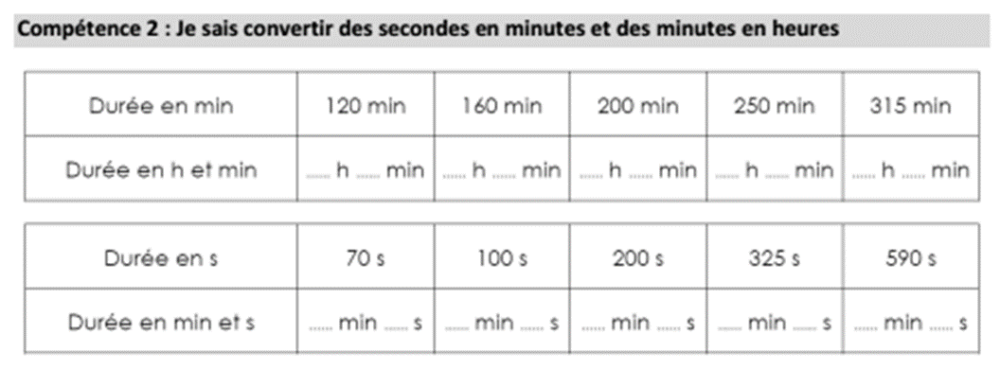 Compétence 2 : Je sais convertir des secondes en minutes et des minutes en heures
Durée en min 120 min 160 min 200 min 250 min 315 min
Durée en h et min ...... h ...... min ...... h ...... min ...... h ...... min ...... h ...... min ...... h ...... min
Durée en s 70 s 100 s 200 s 325 s 590 s
Durée en min et s ...... min ...... s ...... min ...... s ...... min ...... s ...... min ...... s ...... min ...... s